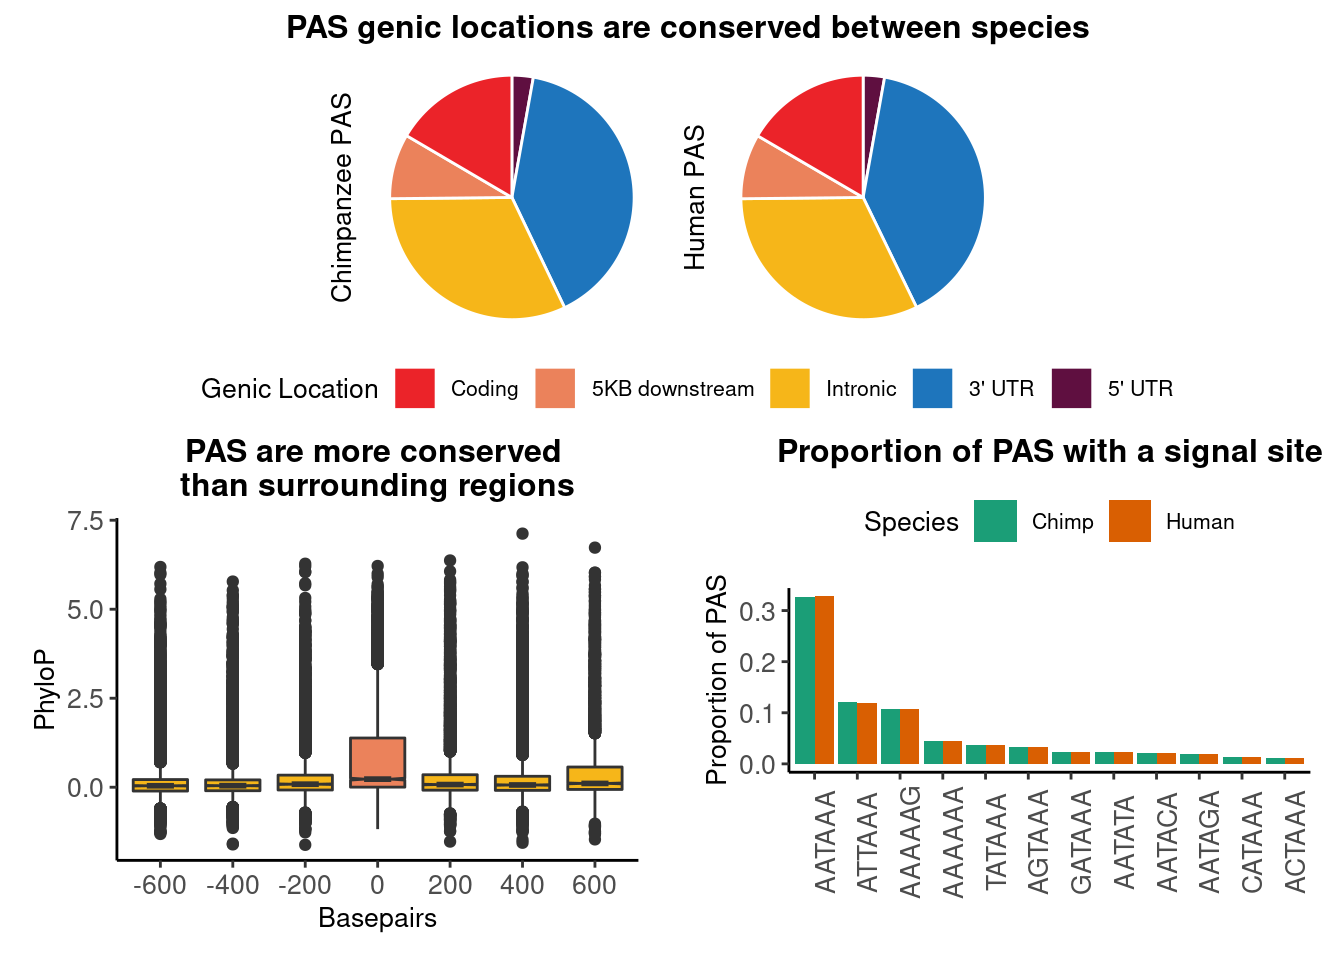 PAS genic locations are conserved between species
Chimpanzee PAS
Human PAS
Genic Location Coding 5KB downstream Intronic 3' UTR 5' UTR
PAS are more conserved
than surrounding regions
PhyloP
7.5
5.0
2.5
0.0
-600 -400 -200 0 200 400 600
Basepairs
Proportion of PAS with a signal site
Species Chimp Human
Proportion of PAS
0.3
0.2
0.1
0.0
AATAAA
ATTAAA
AAAAAG
AAAAAA
TATAAA
AGTAAA
GATAAA
AATATA
AATACA
AATAGA
CATAAA
ACTAAA